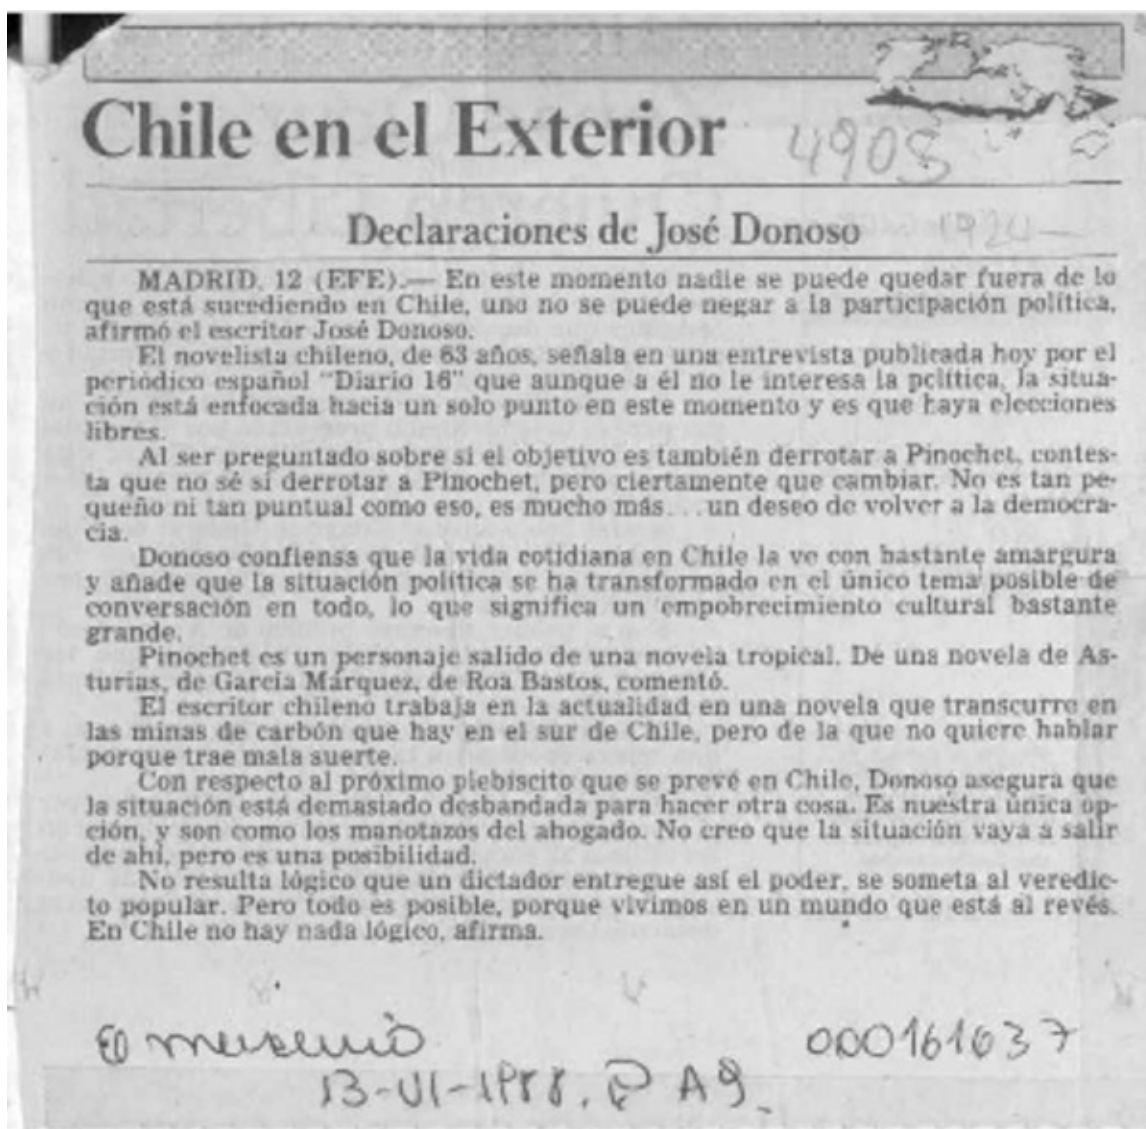 Chile en el Exterior
4905
Declaraciones de José Donoso
1924—
MADRID, 12 (EFE).— En este momento nadie se puede quedar fuera de lo
que está sucediendo en Chile, uno no se puede negar a la participación política,
afirmó el escritor José Donoso.
El novelista chileno, de 63 años, señala en una entrevista publicada hoy por el
periódico español "Diario 16" que aunque a él no le interesa la política, la situa-
ción está enfocada hacia un solo punto en este momento y es que haya elecciones
libres.
Al ser preguntado sobre si el objetivo es también derrotar a Pinochet, contes-
ta que no sé si derrotar a Pinochet, pero ciertamente que cambiar. No es tan pe-
queño ni tan puntual como eso, es mucho más... un deseo de volver a la democra-
cia.
Donoso confiensa que la vida cotidiana en Chile la ve con bastante amargura
y añade que la situación política se ha transformado en el único tema posible de
conversación en todo, lo que significa un empobrecimiento cultural bastante
grande.
Pinochet es un personaje salido de una novela tropical. De una novela de As-
turias, de García Márquez, de Roa Bastos, comentó.
El escritor chileno trabaja en la actualidad en una novela que transcurre en
las minas de carbón que hay en el sur de Chile, pero de la que no quiere hablar
porque trae mala suerte.
Con respecto al próximo plebiscito que se prevé en Chile, Donoso asegura que
la situación está demasiado desbandada para hacer otra cosa. Es nuestra única op-
ción, y son como los manotazos del ahogado. No creo que la situación vaya a salir
de ahí, pero es una posibilidad.
No resulta lógico que un dictador entregue así el poder, se someta al veredic-
to popular. Pero todo es posible, porque vivimos en un mundo que está al revés.
En Chile no hay nada lógico, afirma.
El mercurio
000161637
13-VI-1988. P A9.